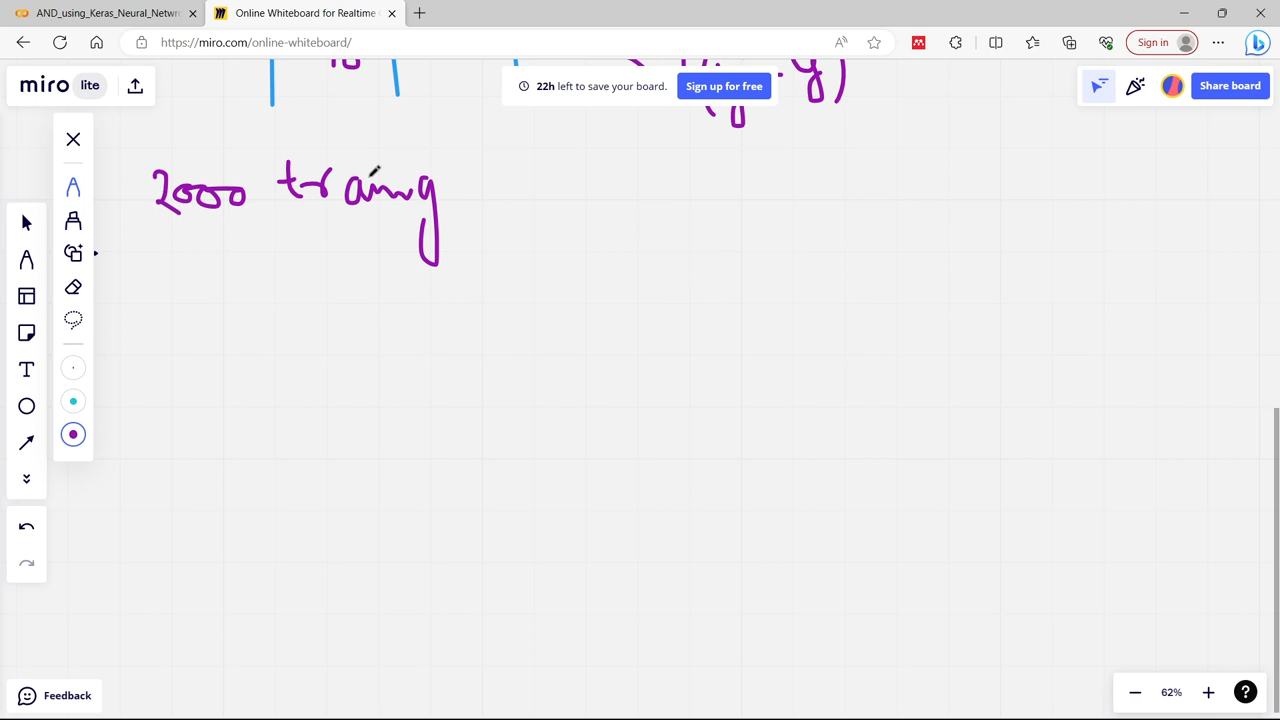 AND_using_Keras_Neural_Netwo
Online Whiteboard for Realtime
https://miro.com/online-whiteboard/
Sign in
miro lite
22h left to save your board.
Sign up for free
Share board
2000 traing
T
Feedback
62%